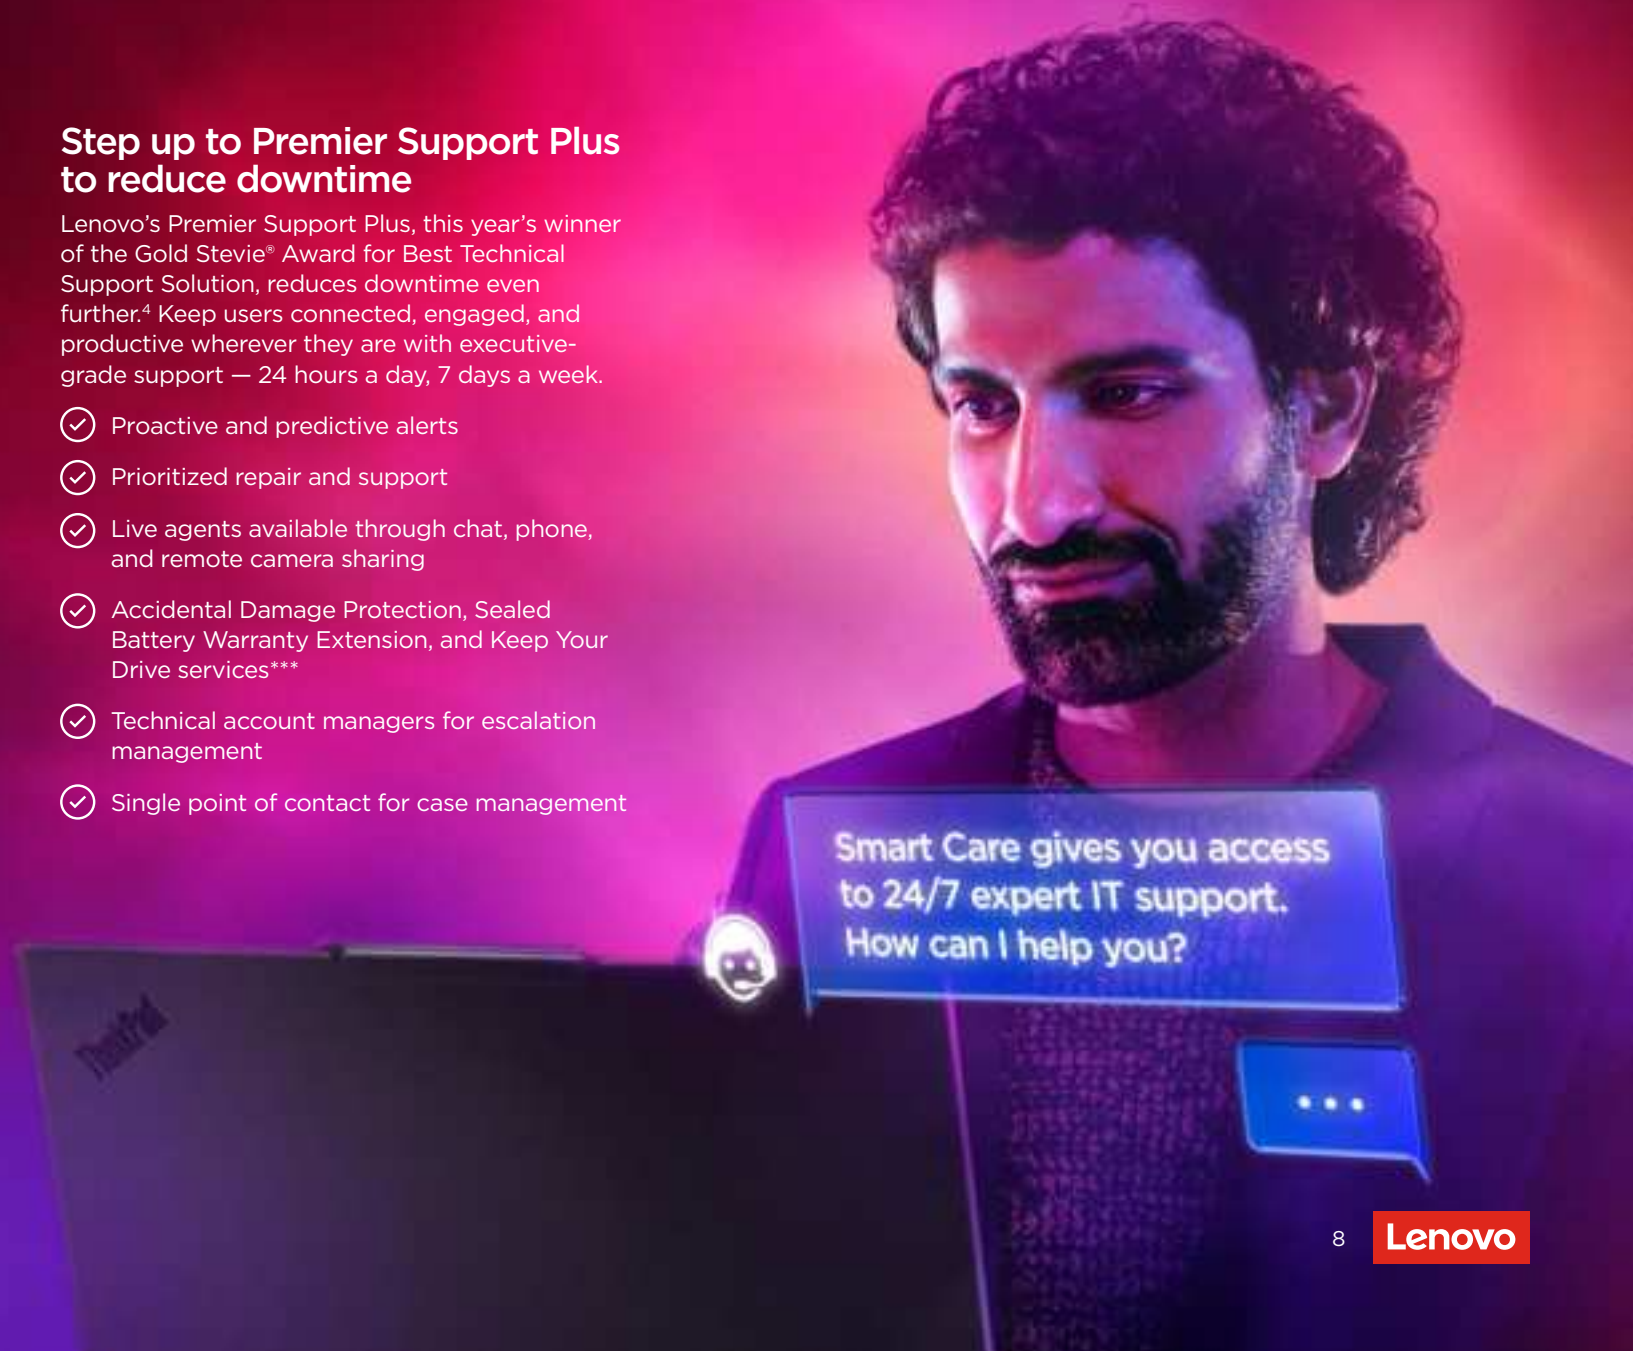 Step up to Premier Support Plus
to reduce downtime
Lenovo’s Premier Support Plus, this year’s winner
of the Gold Stevie® Award for Best Technical
Support Solution, reduces downtime even
further.⁴ Keep users connected, engaged, and
productive wherever they are with executive-
grade support — 24 hours a day, 7 days a week.
Proactive and predictive alerts
Prioritized repair and support
Live agents available through chat, phone,
and remote camera sharing
Accidental Damage Protection, Sealed
Battery Warranty Extension, and Keep Your
Drive services***
Technical account managers for escalation
management
Single point of contact for case management
Smart Care gives you access
to 24/7 expert IT support.
How can I help you?
ThinkPad
8
Lenovo